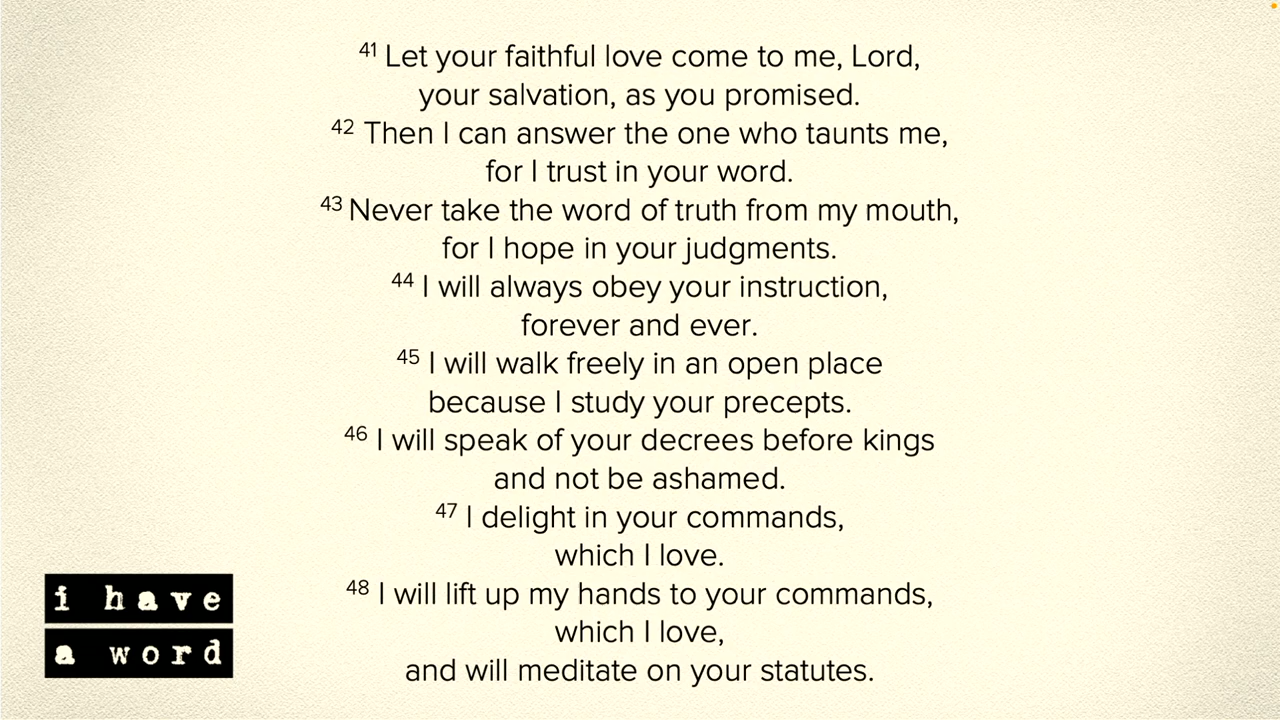 41 Let your faithful love come to me, Lord,
your salvation, as you promised.
42 Then I can answer the one who taunts me,
for I trust in your word.
43 Never take the word of truth from my mouth,
for I hope in your judgments.
44 I will always obey your instruction,
forever and ever.
45 I will walk freely in an open place
because I study your precepts.
46 I will speak of your decrees before kings
and not be ashamed.
47 I delight in your commands,
which I love.
48 I will lift up my hands to your commands,
which I love,
and will meditate on your statutes.
i have
a word